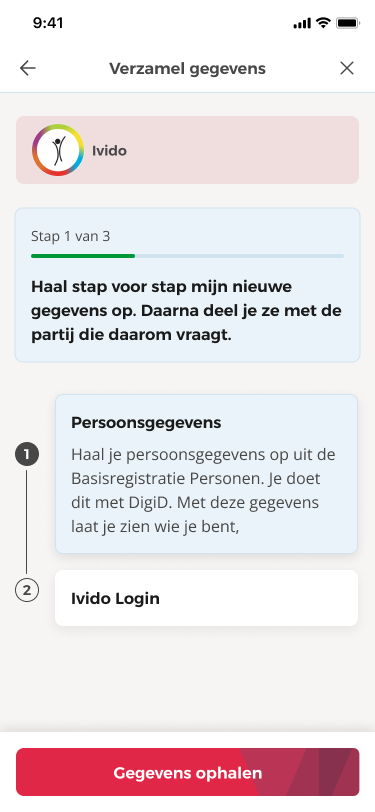 9:41
Verzamel gegevens
Ivido
Stap 1 van 3
Haal stap voor stap mijn nieuwe
gegevens op. Daarna deel je ze met de
partij die daarom vraagt.
1
Persoonsgegevens
Haal je persoonsgegevens op uit de
Basisregistratie Personen. Je doet
dit met DigiD. Met deze gegevens
laat je zien wie je bent,
2
Ivido Login
Gegevens ophalen